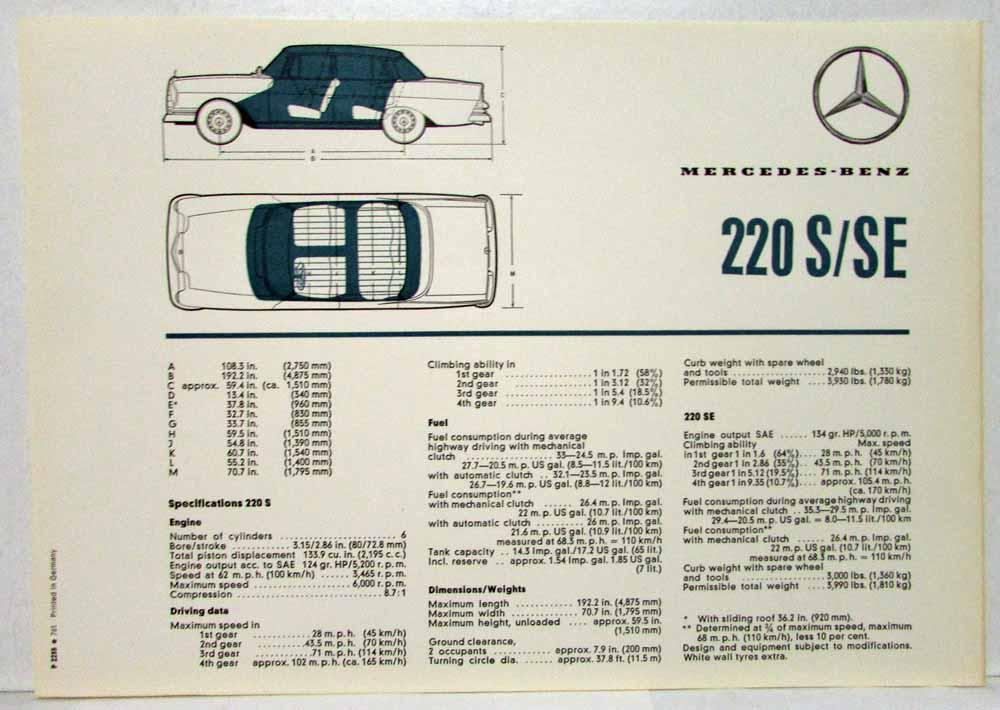 A
B
C
M
MERCEDES-BENZ
220 S/SE
A 108.3 in. (2,750 mm)
B 192.2 in. (4,875 mm)
C approx. 59.4 in. (ca. 1,510 mm)
D 13.4 in. (340 mm)
E* 37.8 in. (960 mm)
F 32.7 in. (830 mm)
G 33.7 in. (855 mm)
H 59.5 in. (1,510 mm)
J 54.8 in. (1,390 mm)
K 60.7 in. (1,540 mm)
L 55.2 in. (1,400 mm)
M 70.7 in. (1,795 mm)
Specifications 220 S
Engine
Number of cylinders .................... 6
Bore/stroke ............ 3.15/2.86 in. (80/72.8 mm)
Total piston displacement 133.9 cu. in. (2,195 c. c.)
Engine output acc. to SAE 124 gr. HP/5,200 r. p. m.
Speed at 62 m. p. h. (100 km/h) ...... 3,465 r. p. m.
Maximum speed .................... 6,000 r. p. m.
Compression .......................... 8.7 : 1
Driving data
Maximum speed in
1st gear ............ 28 m. p. h. (45 km/h)
2nd gear ............ 43.5 m. p. h. (70 km/h)
3rd gear ............ 71 m. p. h. (114 km/h)
4th gear approx. 102 m. p. h. (ca. 165 km/h)
Climbing ability in
1st gear .................. 1 in 1.72 (58%)
2nd gear .................. 1 in 3.12 (32%)
3rd gear .................. 1 in 5.4 (18.5%)
4th gear .................. 1 in 9.4 (10.6%)
Fuel
Fuel consumption during average
highway driving with mechanical
clutch .................. 33—24.5 m. p. Imp. gal.
27.7—20.5 m. p. US gal. (8.5—11.5 lit./100 km)
with automatic clutch .. 32.1—23.5 m. p. Imp. gal.
26.7—19.6 m. p. US gal. (8.8—12 lit./100 km)
Fuel consumption**
with mechanical clutch ...... 26.4 m. p. Imp. gal.
22 m. p. US gal. (10.7 lit./100 km)
with automatic clutch ........ 26 m. p. Imp. gal.
21.6 m. p. US gal. (10.9 lit./100 km)
measured at 68.3 m. p. h. = 110 km/h
Tank capacity .. 14.3 Imp. gal./17.2 US gal. (65 lit.)
Incl. reserve .. approx. 1.54 Imp. gal. 1.85 US gal.
(7 lit.)
Dimensions/Weights
Maximum length ............ 192.2 in. (4,875 mm)
Maximum width ............ 70.7 in. (1,795 mm)
Maximum height, unloaded .... approx. 59.5 in.
(1,510 mm)
Ground clearance,
2 occupants .......... approx. 7.9 in. (200 mm)
Turning circle dia. ...... approx. 37.8 ft. (11.5 m)
Curb weight with spare wheel
and tools .................. 2,940 lbs. (1,330 kg)
Permissible total weight .... 3,930 lbs. (1,780 kg)
220 SE
Engine output SAE ...... 134 gr. HP/5,000 r. p. m.
Climbing ability Max. speed
in 1st gear 1 in 1.6 (64%).... 28 m. p. h. (45 km/h)
2nd gear 1 in 2.86 (35%).. 43.5 m. p. h. (70 km/h)
3rd gear 1 in 5.12 (19.5%).... 71 m. p. h. (114 km/h)
4th gear 1 in 9.35 (10.7%).... approx. 105.4 m. p. h.
(ca. 170 km/h)
Fuel consumption during average highway driving
with mech. clutch .. 35.3—29.5 m. p. Imp. gal.
29.4—20.5 m. p. US gal. = 8.0—11.5 lit./100 km)
Fuel consumption**
with mech. clutch ...... 26.4 m. p. Imp. gal.
22 m. p. US gal. (10.7 lit./100 km)
measured at 68.3 m. p. h. = 110 km/h
Curb weight with spare wheel
and tools .................. 3,000 lbs. (1,360 kg)
Permissible total weight .... 3,990 lbs. (1,810 kg)
* With sliding roof 36.2 in. (920 mm).
** Determined at 3/4 of maximum speed, maximum
68 m. p. h. (110 km/h), less 10 per cent.
Design and equipment subject to modifications.
White wall tyres extra.
P 2255 • 761 Printed in Germany